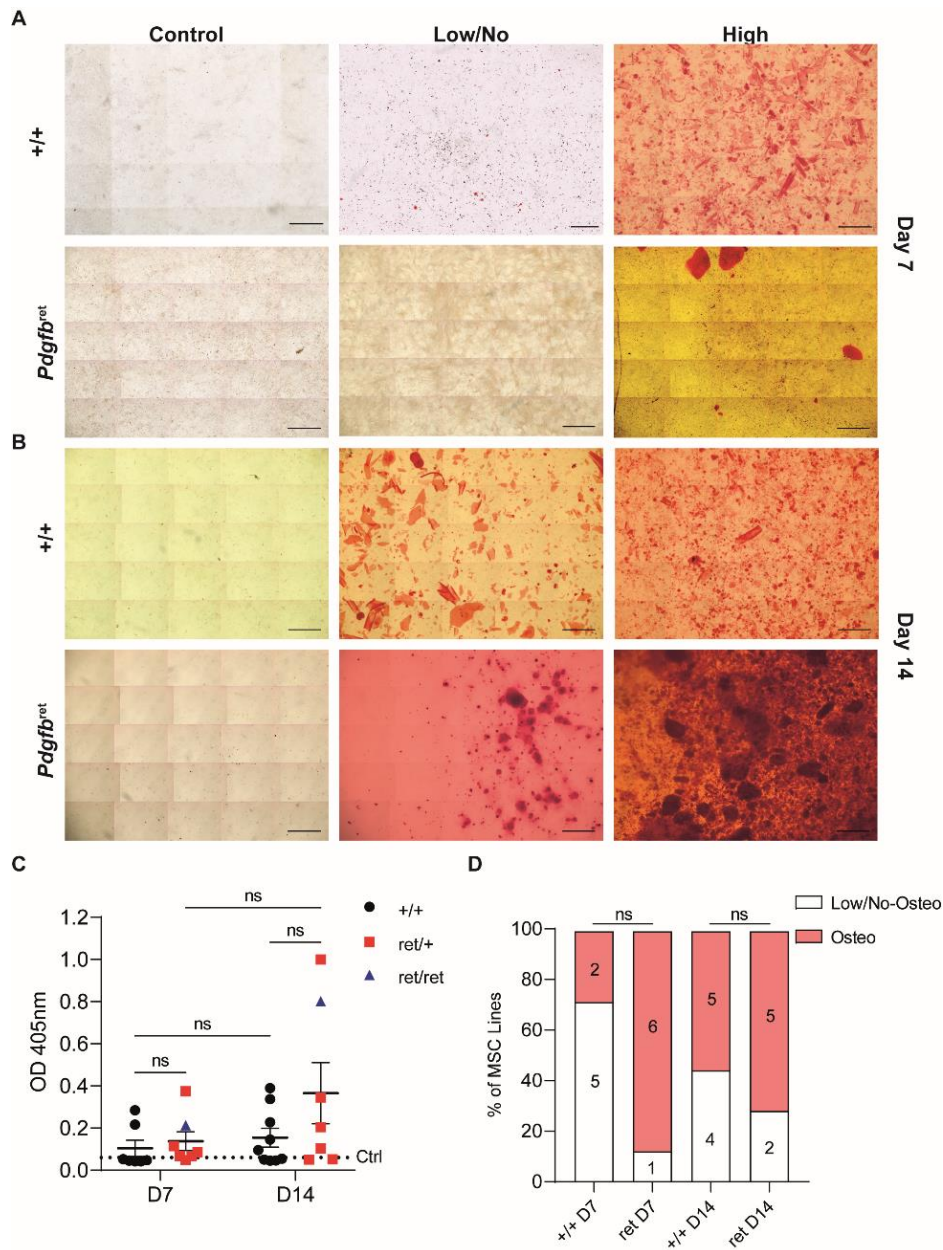 A
Control Low/No High
+/+
Day 7
Pdgfbret
B
+/+
Day 14
Pdgfbret
C
ns
ns
ns
ns
+/+
ret/+
ret/ret
1.2
1.0
0.8
0.6
0.4
0.2
0.0
OD 405nm
Ctrl
D7 D14
D
ns ns
Low/No-Osteo
Osteo
100
80
60
40
20
0
% of MSC Lines
2 6 5 5
5 1 4 2
+/+ D7 ret D7 +/+ D14 ret D14